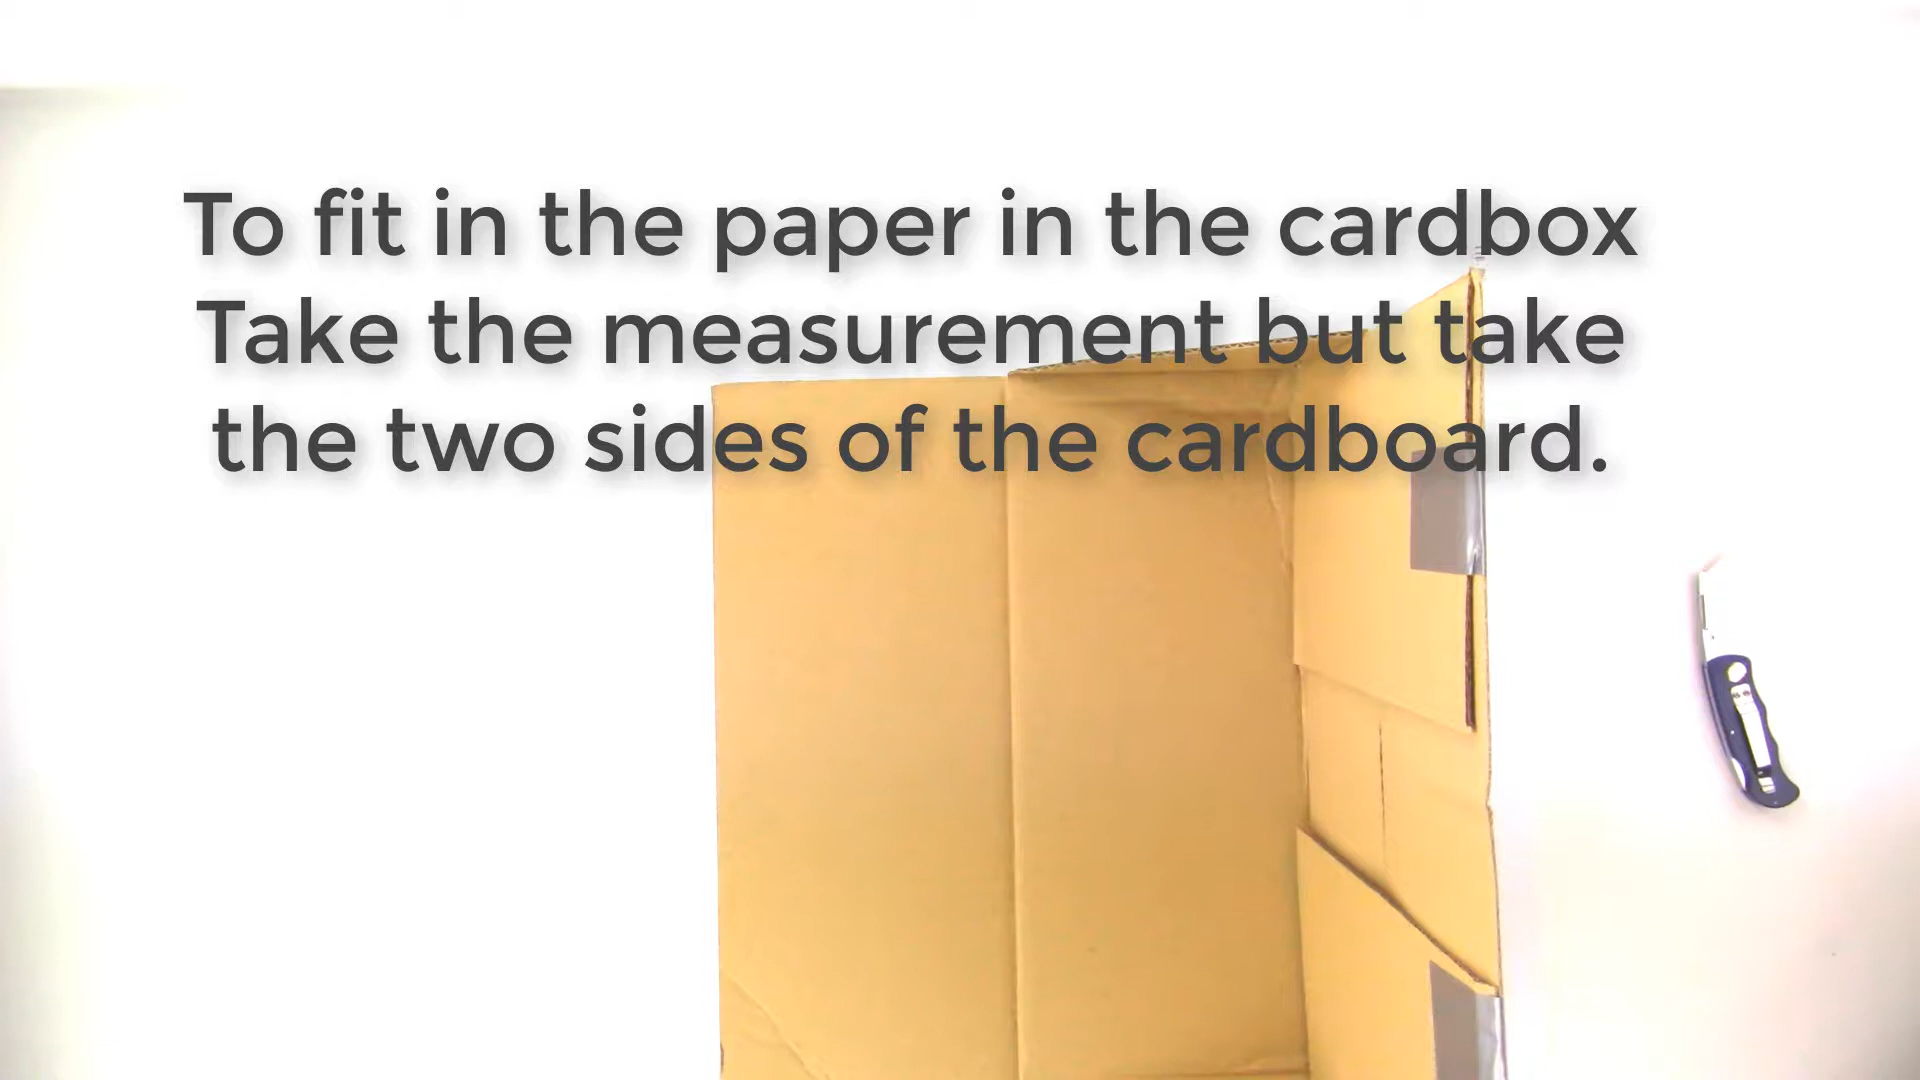 To fit in the paper in the cardbox
Take the measurement but take
the two sides of the cardboard.